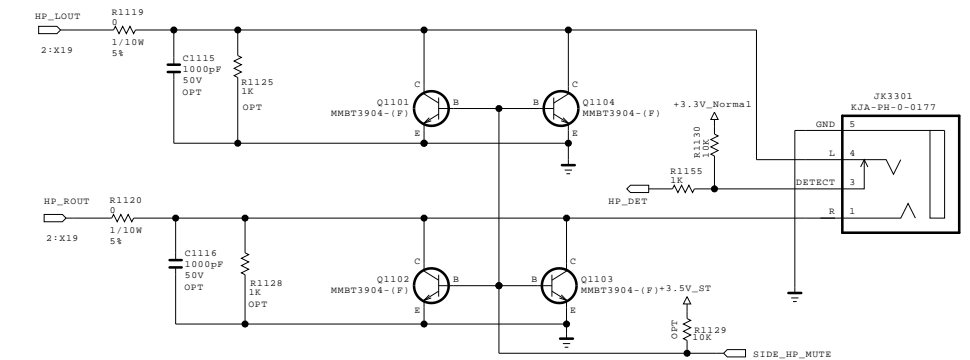 HP_LOUT
2:X19
R1119
0
1/10W
5%
C1115
1000pF
50V
OPT
R1125
1K
OPT
C
Q1101
MMBT3904-(F)
B
E
C
Q1104
MMBT3904-(F)
B
E
+3.3V_Normal
R1130
10K
R1155
1K
HP_DET
JK3301
KJA-PH-0-0177
GND
5
L
4
DETECT
3
R
1
HP_ROUT
2:X19
R1120
0
1/10W
5%
C1116
1000pF
50V
OPT
R1128
1K
OPT
C
Q1102
MMBT3904-(F)
B
E
C
Q1103
MMBT3904-(F)
B
E
+3.5V_ST
OPT
R1129
10K
SIDE_HP_MUTE